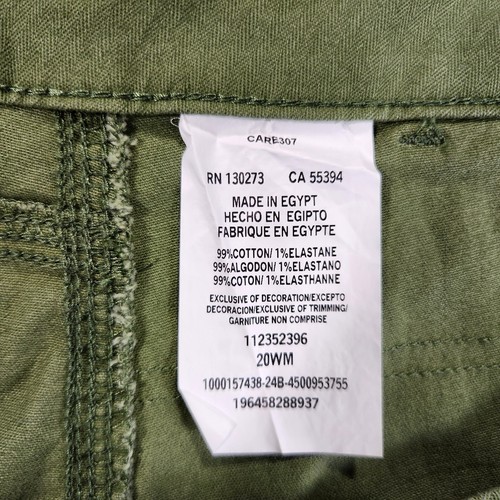 CARE307
RN 130273 CA 55394
MADE IN EGYPT
HECHO EN EGIPTO
FABRIQUE EN EGYPTE
99%COTTON/ 1%ELASTANE
99%ALGODON/ 1%ELASTANO
99%COTON/ 1%ELASTHANNE
EXCLUSIVE OF DECORATION/EXCEPTO
DECORACION/EXCLUSIVE OF TRIMMING/
GARNITURE NON COMPRISE
112352396
20WM
1000157438-24B-4500953755
196458288937